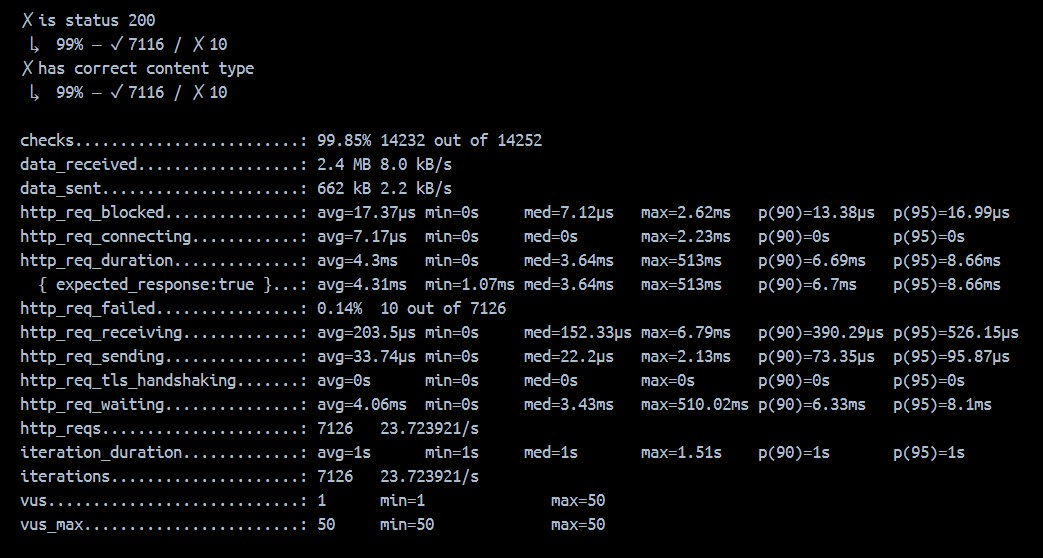 ✗ is status 200
 ↳  99% — ✓ 7116 / ✗ 10
✗ has correct content type
 ↳  99% — ✓ 7116 / ✗ 10

checks.........................: 99.85% 14232 out of 14252
data_received..................: 2.4 MB 8.0 kB/s
data_sent......................: 662 kB 2.2 kB/s
http_req_blocked...............: avg=17.37µs min=0s     med=7.12µs   max=2.62ms   p(90)=13.38µs  p(95)=16.99µs
http_req_connecting............: avg=7.17µs  min=0s     med=0s       max=2.23ms   p(90)=0s       p(95)=0s
http_req_duration..............: avg=4.3ms   min=0s     med=3.64ms   max=513ms    p(90)=6.69ms   p(95)=8.66ms
  { expected_response:true }...: avg=4.31ms  min=1.07ms med=3.64ms   max=513ms    p(90)=6.7ms    p(95)=8.66ms
http_req_failed................: 0.14%  10 out of 7126
http_req_receiving.............: avg=203.5µs min=0s     med=152.33µs max=6.79ms   p(90)=390.29µs p(95)=526.15µs
http_req_sending...............: avg=33.74µs min=0s     med=22.2µs   max=2.13ms   p(90)=73.35µs  p(95)=95.87µs
http_req_tls_handshaking.......: avg=0s      min=0s     med=0s       max=0s       p(90)=0s       p(95)=0s
http_req_waiting...............: avg=4.06ms  min=0s     med=3.43ms   max=510.02ms p(90)=6.33ms   p(95)=8.1ms
http_reqs......................: 7126   23.723921/s
iteration_duration.............: avg=1s      min=1s     med=1s       max=1.51s    p(90)=1s       p(95)=1s
iterations.....................: 7126   23.723921/s
vus............................: 1      min=1              max=50
vus_max........................: 50     min=50             max=50